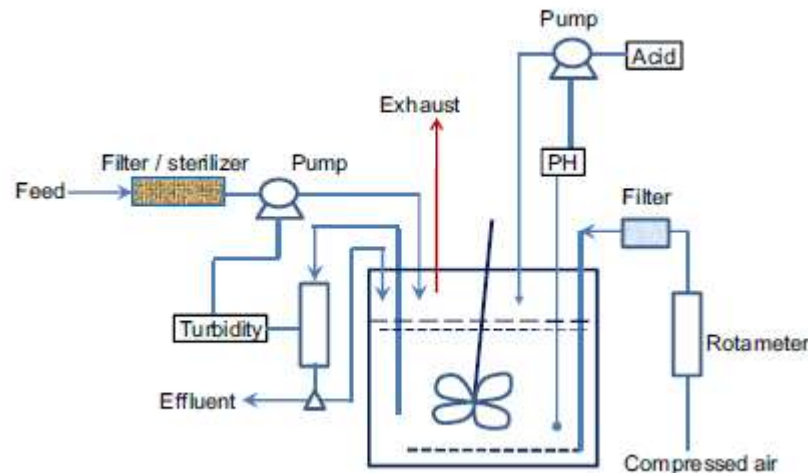 Pump
Acid
Exhaust
Filter / sterilizer
Pump
PH
Feed
Filter
Turbidity
Rotameter
Effluent
Compressed air